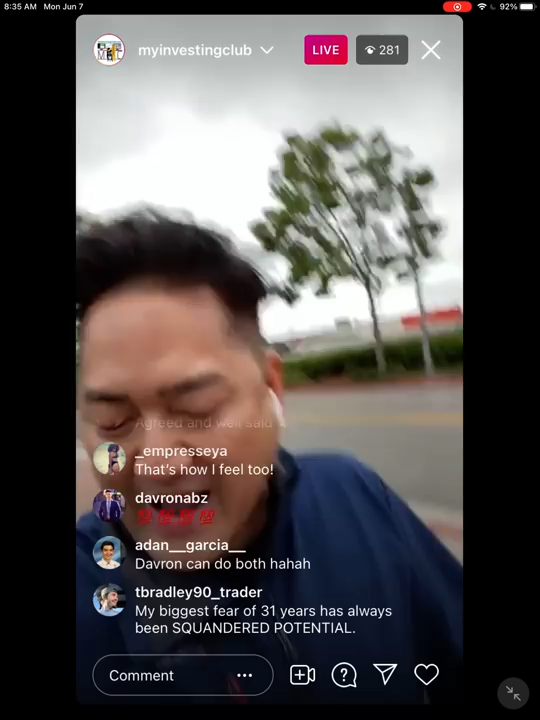 8:35 AM Mon Jun 7
92%
myinvestingclub
LIVE
281
Agreed and well said
_empresseya
That's how I feel too!
davronabz
💯💯💯💯
adan__garcia__
Davron can do both hahah
tbradley90_trader
My biggest fear of 31 years has always
been SQUANDERED POTENTIAL.
Comment